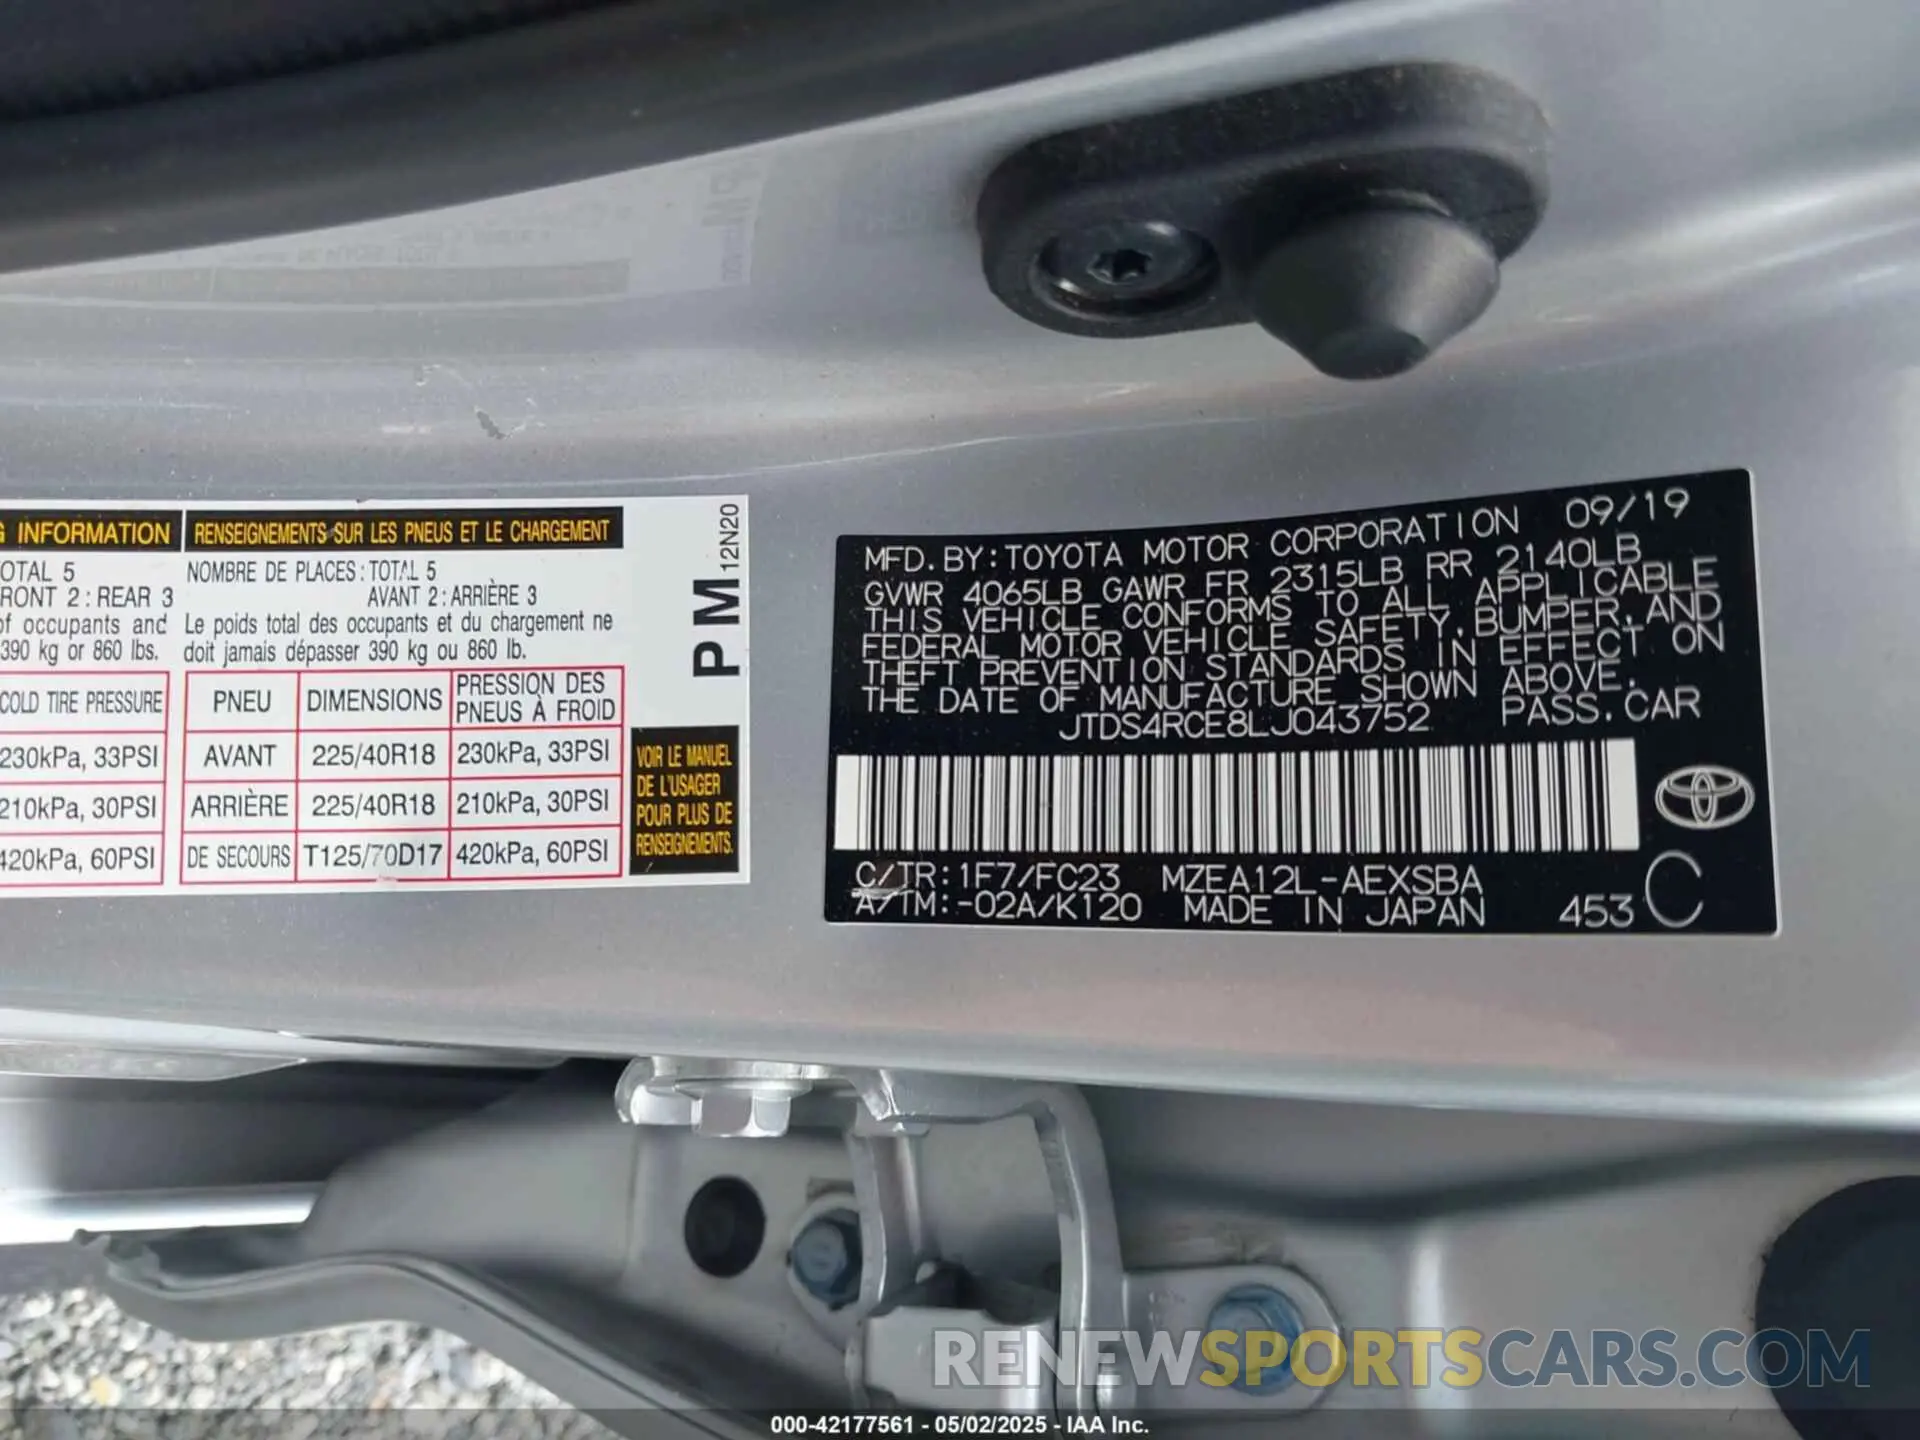 G INFORMATION
RENSEIGNEMENTS SUR LES PNEUS ET LE CHARGEMENT
OTAL 5
RONT 2 : REAR 3
of occupants and
390 kg or 860 lbs.
NOMBRE DE PLACES : TOTAL 5
AVANT 2 : ARRIÈRE 3
Le poids total des occupants et du chargement ne
doit jamais dépasser 390 kg ou 860 lb.
COLD TIRE PRESSURE
230kPa, 33PSI
210kPa, 30PSI
420kPa, 60PSI
PNEU DIMENSIONS PRESSION DES
PNEUS À FROID
AVANT 225/40R18 230kPa, 33PSI
ARRIÈRE 225/40R18 210kPa, 30PSI
DE SECOURS T125/70D17 420kPa, 60PSI
PM 12N20
VOIR LE MANUEL
DE L'USAGER
POUR PLUS DE
RENSEIGNEMENTS.
MFD. BY: TOYOTA MOTOR CORPORATION 09/19
GVWR 4065LB GAWR FR 2315LB RR 2140LB
THIS VEHICLE CONFORMS TO ALL APPLICABLE
FEDERAL MOTOR VEHICLE SAFETY, BUMPER, AND
THEFT PREVENTION STANDARDS IN EFFECT ON
THE DATE OF MANUFACTURE SHOWN ABOVE.
JTDS4RCE8LJ043752 PASS. CAR
C/TR: 1F7/FC23 MZEA12L-AEXSBA
A/TM:-02A/K120 MADE IN JAPAN 453 C
RENEWSPORTSCARS.COM
000-42177561 - 05/02/2025 - IAA Inc.